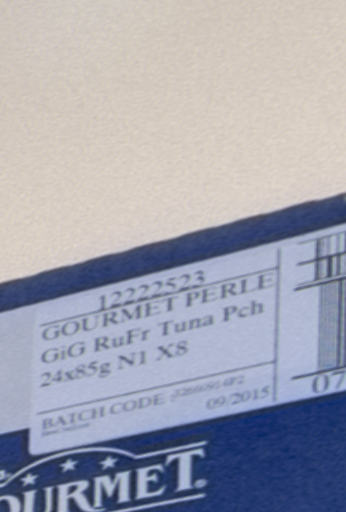 12222523
GOURMET PERLE
GiG RuFr Tuna Pch
24x85g N1 X8
BATCH CODE
09/2015
07
OURMET.